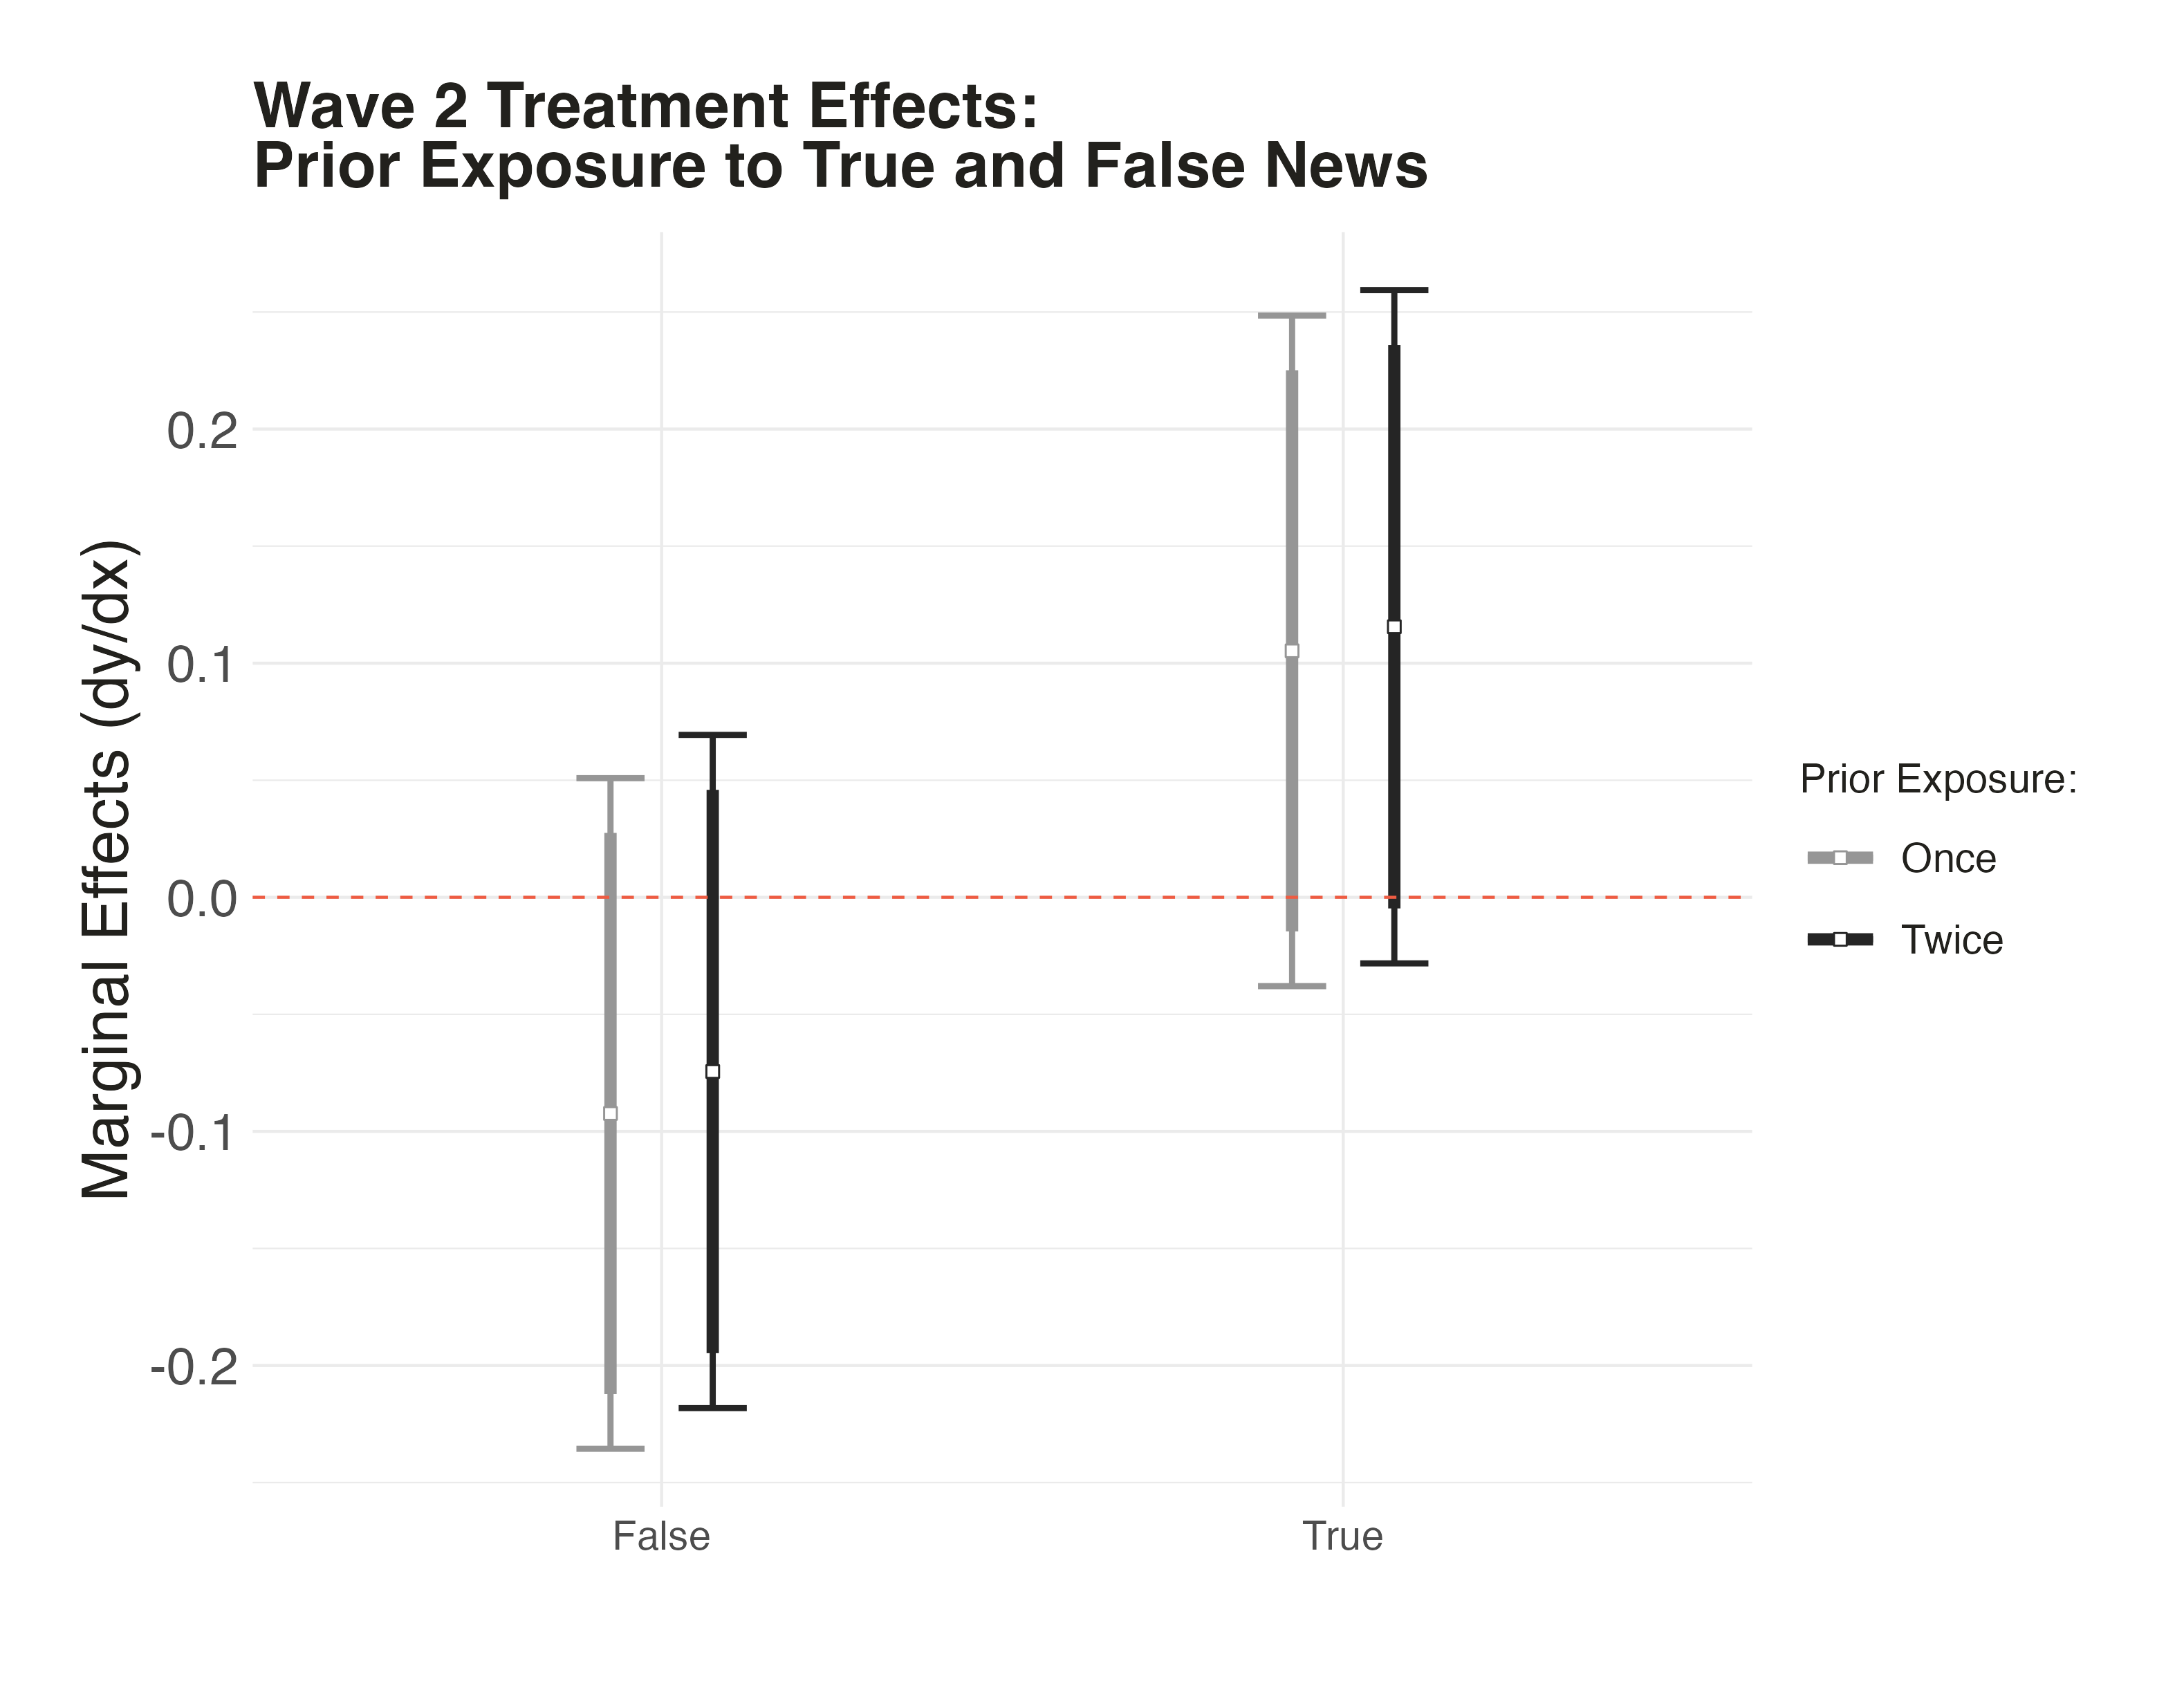 Wave 2 Treatment Effects:
Prior Exposure to True and False News
Marginal Effects (dy/dx)
0.2
0.1
0.0
-0.1
-0.2
False
True
Prior Exposure:
Once
Twice